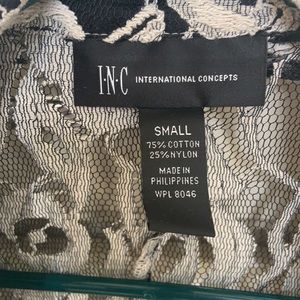 I·N·C INTERNATIONAL CONCEPTS
SMALL
75% COTTON
25% NYLON
MADE IN
PHILIPPINES
WPL 8046